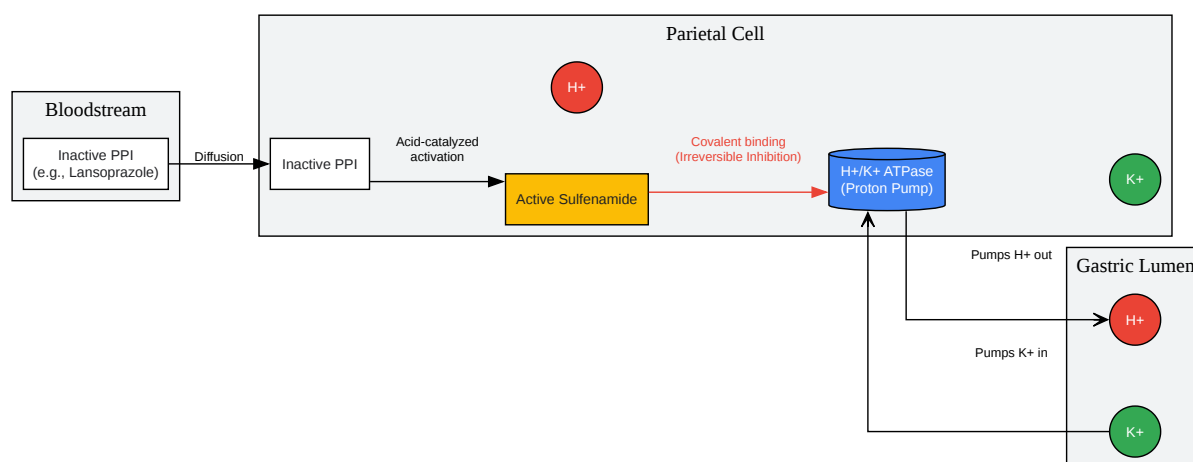 Parietal Cell
H+
Bloodstream
Inactive PPI
(e.g., Lansoprazole)
Diffusion
Inactive PPI
Acid-catalyzed
activation
Active Sulfenamide
Covalent binding
(Irreversible Inhibition)
H+/K+ ATPase
(Proton Pump)
K+
Pumps H+ out
Gastric Lumen
H+
Pumps K+ in
K+